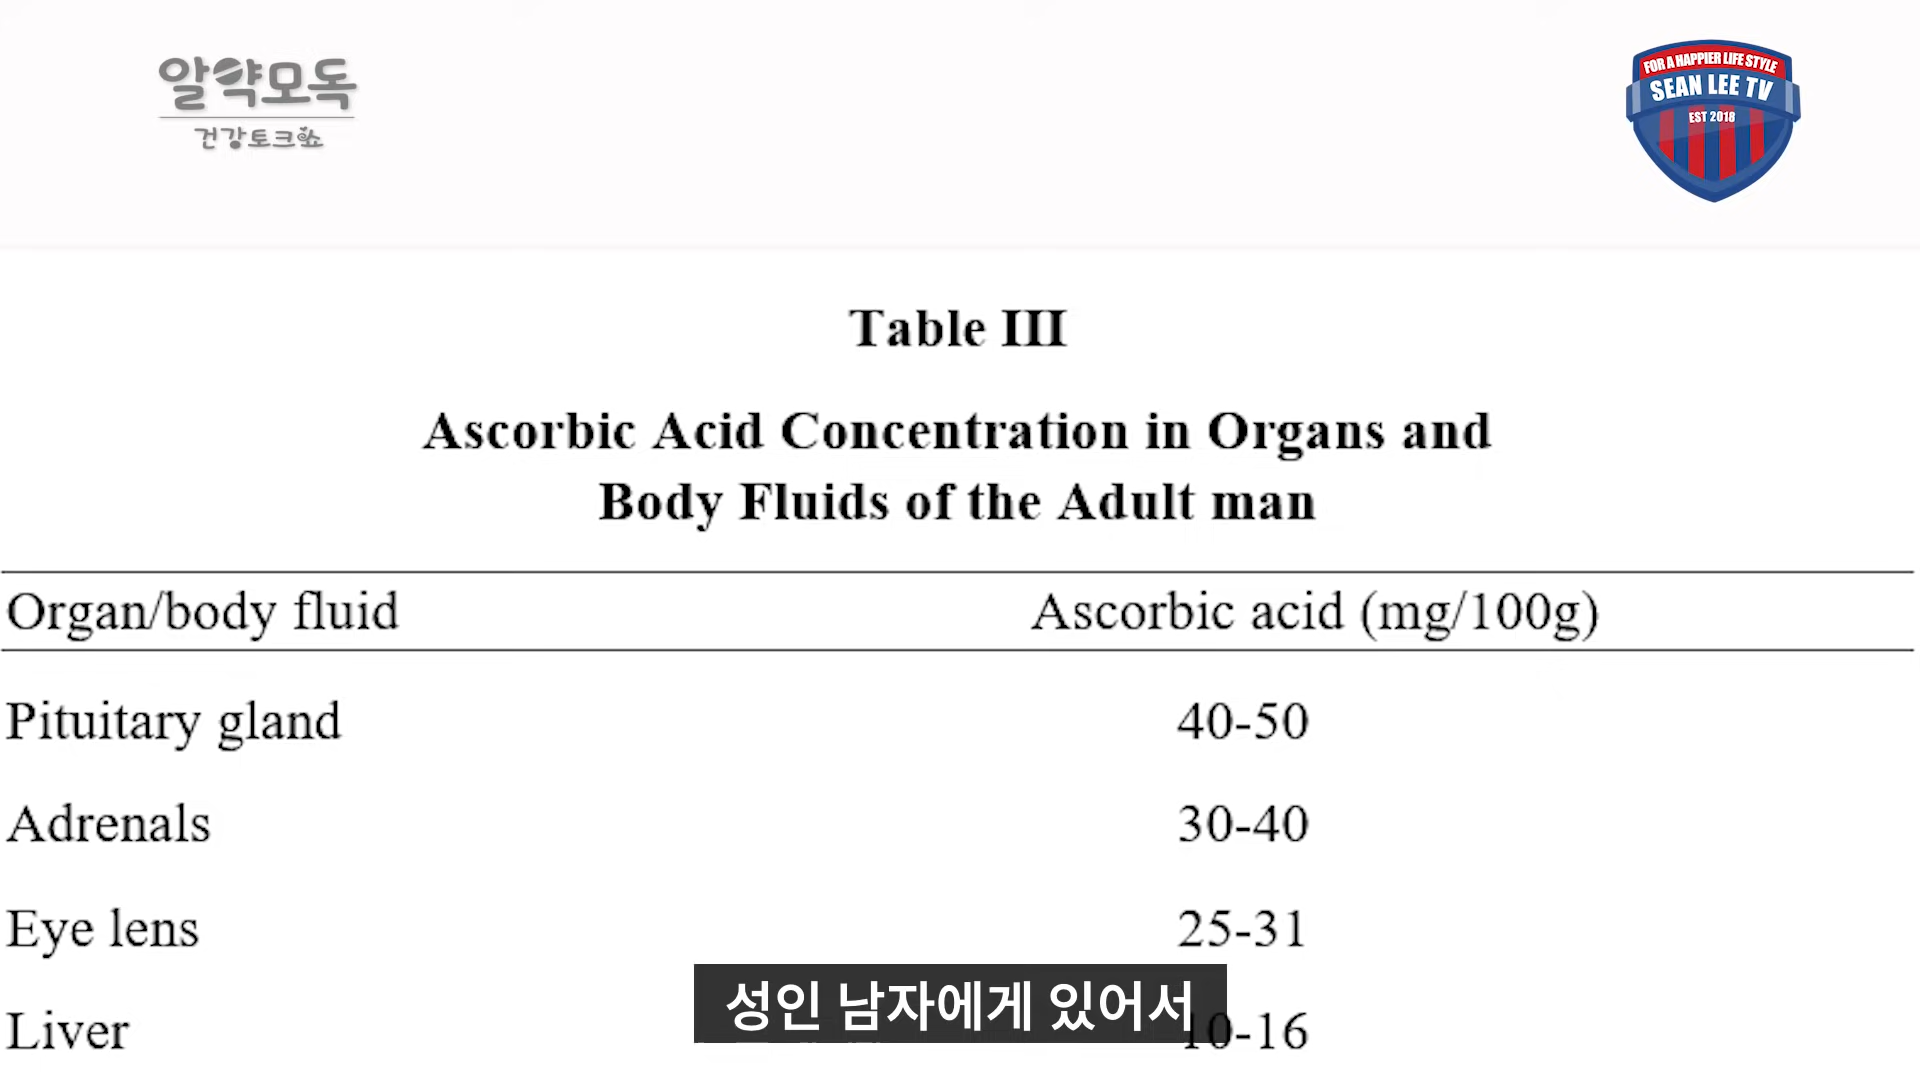 알약모독
건강토크쇼
FOR A HAPPIER LIFE STYLE
SEAN LEE TV
EST 2018
Table III
Ascorbic Acid Concentration in Organs and
Body Fluids of the Adult man
Organ/body fluid Ascorbic acid (mg/100g)
Pituitary gland 40-50
Adrenals 30-40
Eye lens 25-31
Liver 10-16
성인 남자에게 있어서